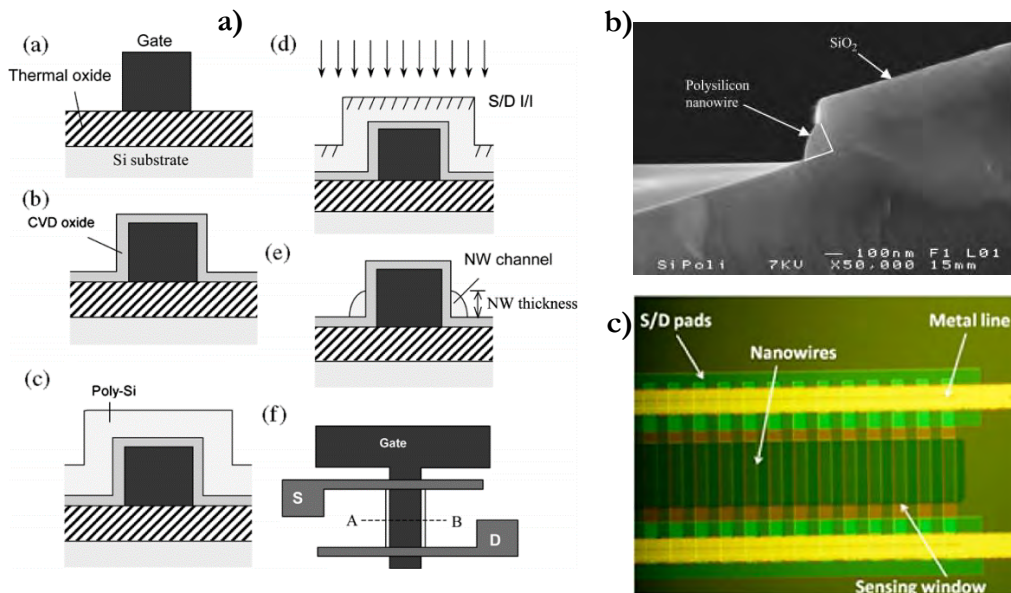 a)
(a)
Gate
Thermal oxide
Si substrate
(b)
CVD oxide
(c)
Poly-Si
(d)
S/D I/I
(e)
NW channel
NW thickness
(f)
Gate
S
A
B
D
b)
SiO2
Polysilicon
nanowire
100nm F1 L01
SiPoli 7KV X50,000 15mm
c)
S/D pads
Metal line
Nanowires
Sensing window